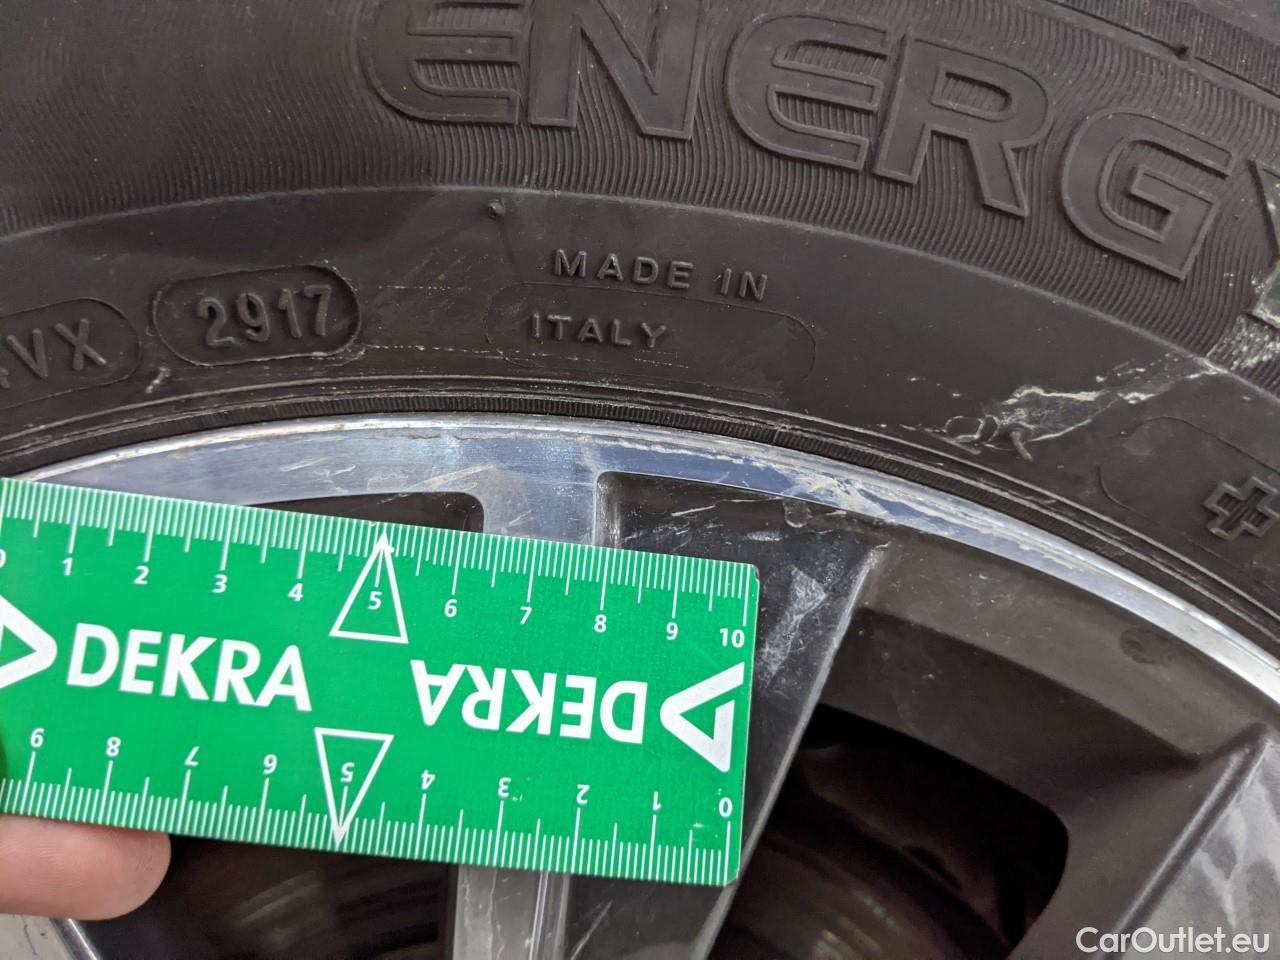 ENERGY
MADE IN
ITALY
2917
VX
0 1 2 3 4 5 6 7 8 9 10
DEKRA
DEKRA
9 8 7 6 5 4 3 2 1 0
CarOutlet.eu